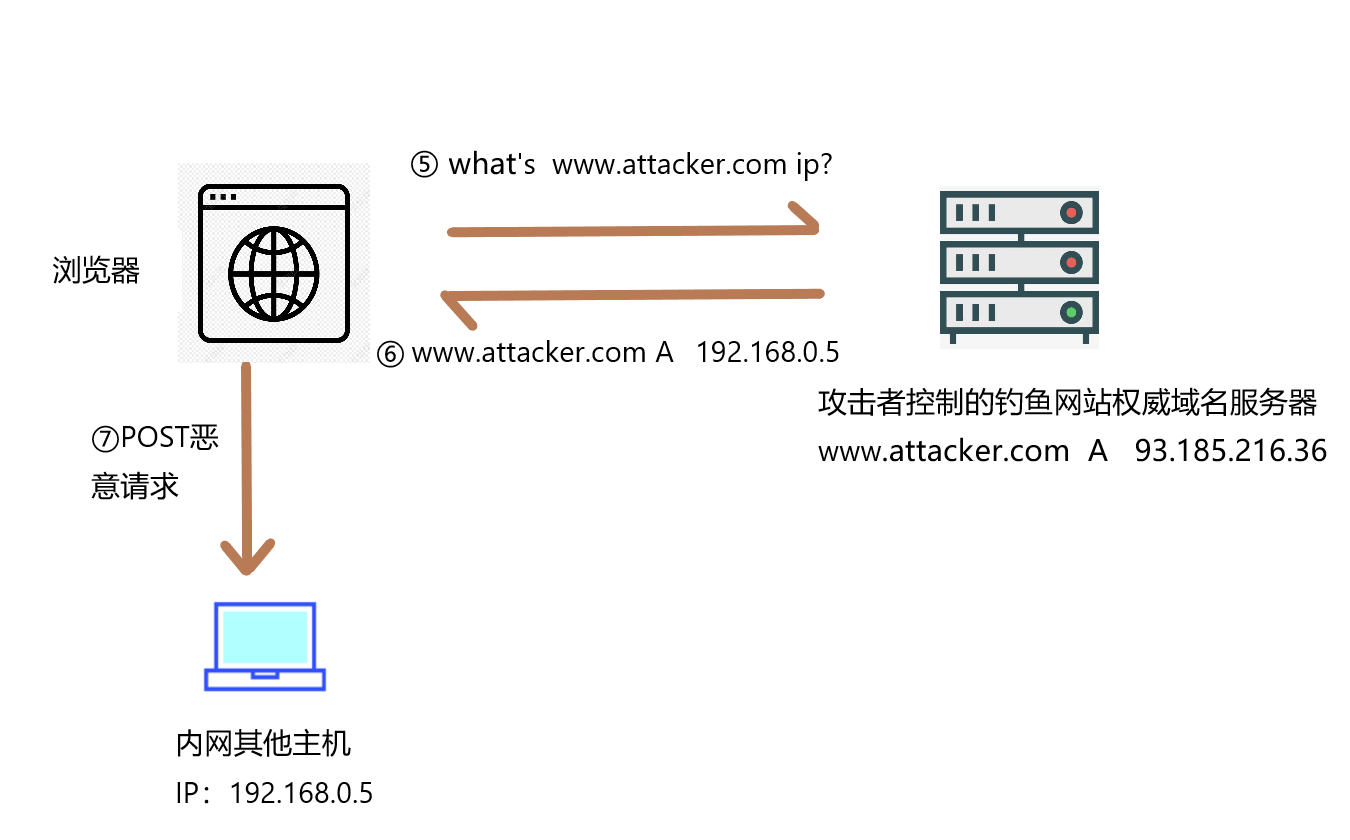 ⑤ what's www.attacker.com ip?
浏览器
⑥ www.attacker.com A 192.168.0.5
攻击者控制的钓鱼网站权威域名服务器
www.attacker.com A 93.185.216.36
⑦POST恶
意请求
内网其他主机
IP：192.168.0.5